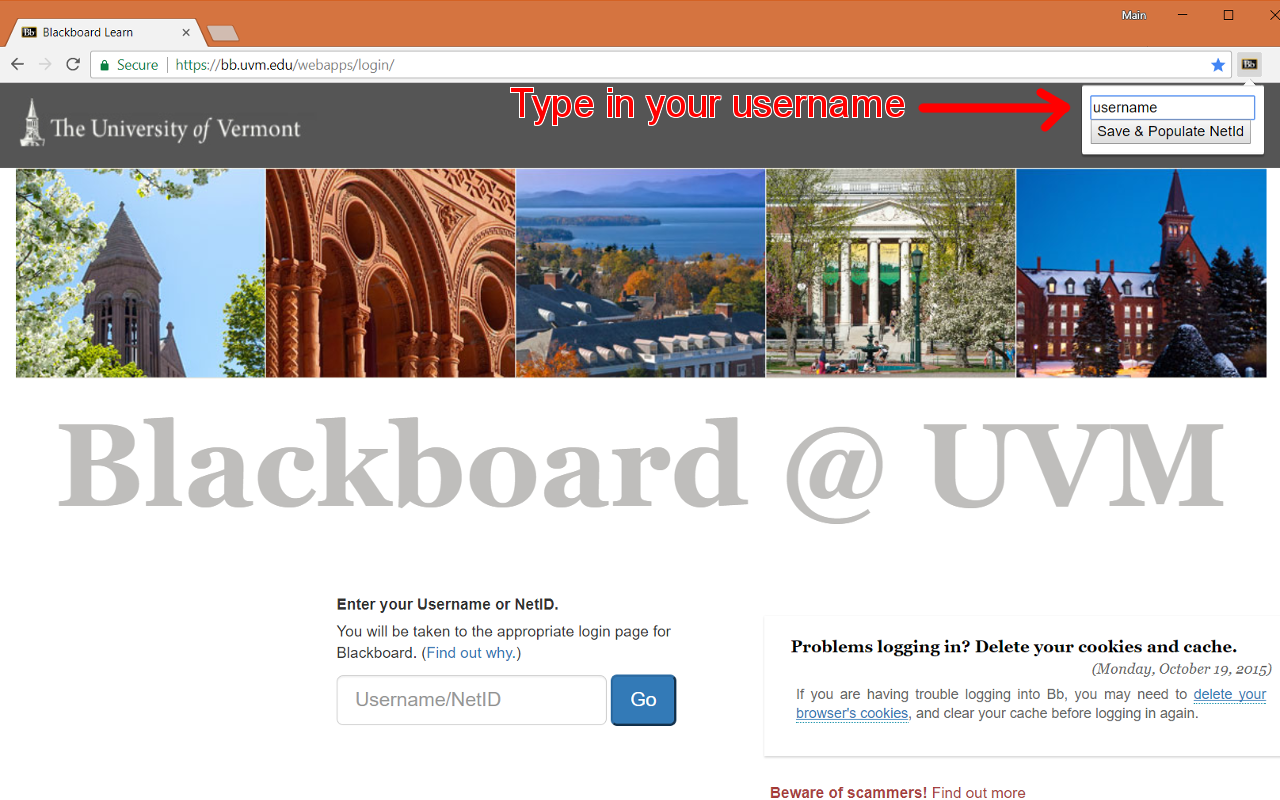 Main
Bb Blackboard Learn
Secure https://bb.uvm.edu/webapps/login/
Bb
The University of Vermont
Type in your username
username
Save & Populate NetId
Blackboard @ UVM
Enter your Username or NetID.
You will be taken to the appropriate login page for
Blackboard. (Find out why.)
Username/NetID
Go
Problems logging in? Delete your cookies and cache.
(Monday, October 19, 2015)
If you are having trouble logging into Bb, you may need to delete your
browser's cookies, and clear your cache before logging in again.
Beware of scammers! Find out more